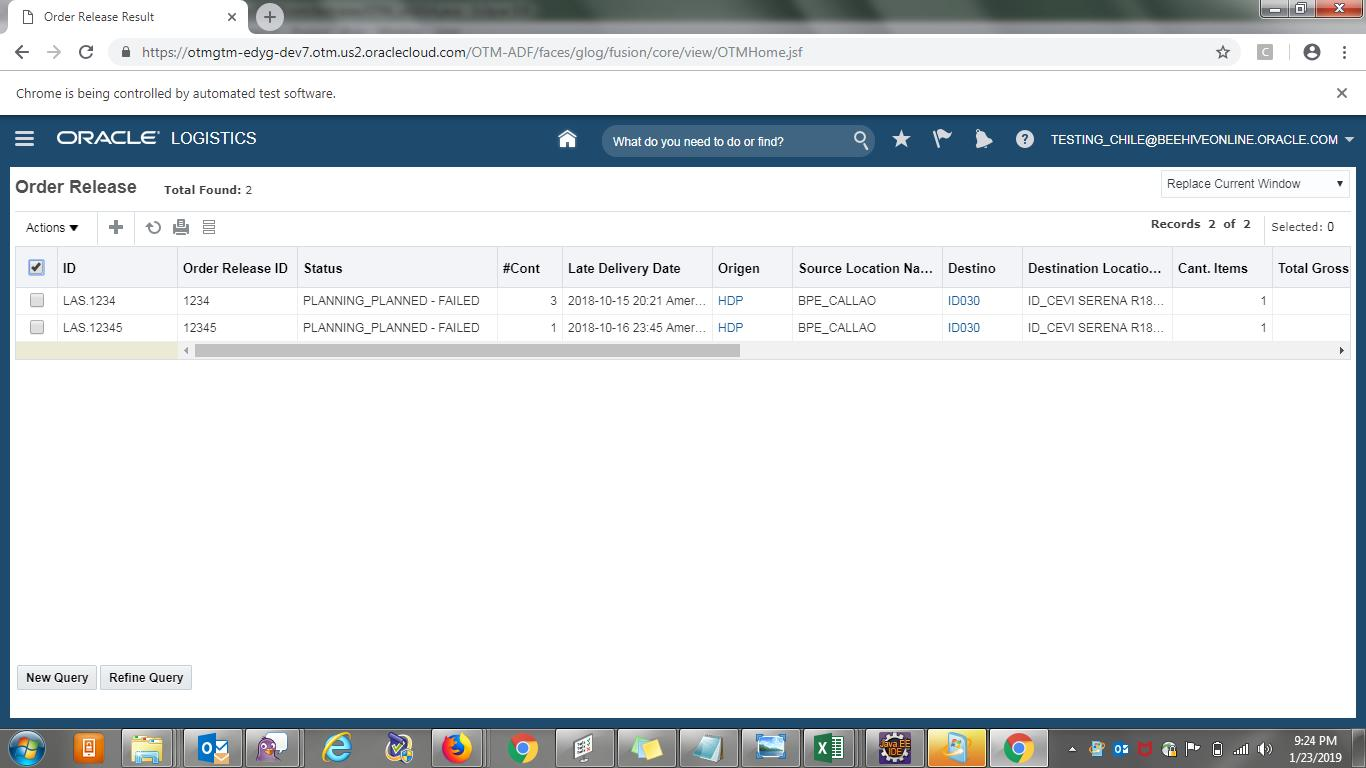 Order Release Result
https://otmgtm-edyg-dev7.otm.us2.oraclecloud.com/OTM-ADF/faces/glog/fusion/core/view/OTMHome.jsf
C
Chrome is being controlled by automated test software.
ORACLE LOGISTICS
What do you need to do or find?
TESTING_CHILE@BEEHIVEONLINE.ORACLE.COM
Order Release Total Found: 2
Replace Current Window
Actions
Records 2 of 2
Selected: 0
ID Order Release ID Status #Cont Late Delivery Date Origen Source Location Na... Destino Destination Locatio... Cant. Items Total Gross
LAS.1234 1234 PLANNING_PLANNED - FAILED 3 2018-10-15 20:21 Amer... HDP BPE_CALLAO ID030 ID_CEVI SERENA R18... 1
LAS.12345 12345 PLANNING_PLANNED - FAILED 1 2018-10-16 23:45 Amer... HDP BPE_CALLAO ID030 ID_CEVI SERENA R18... 1
New Query Refine Query
Java EE
IDE
9:24 PM
1/23/2019